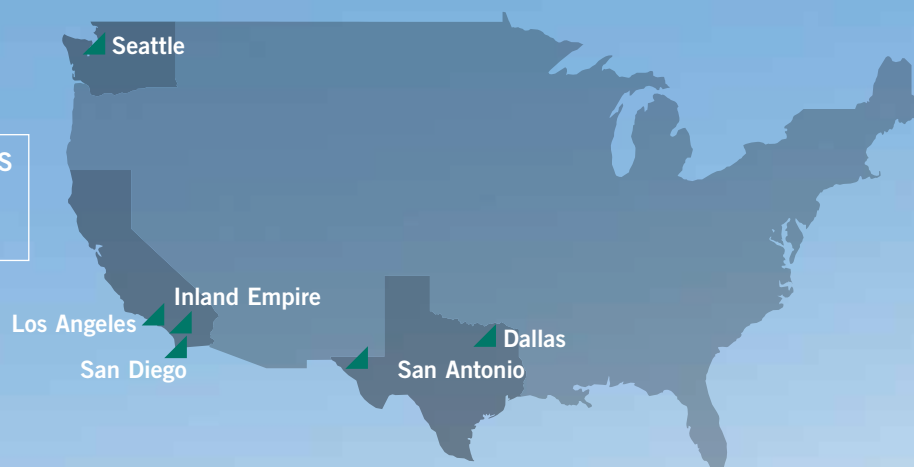 Seattle
S
Inland Empire
Los Angeles
Dallas
San Diego
San Antonio